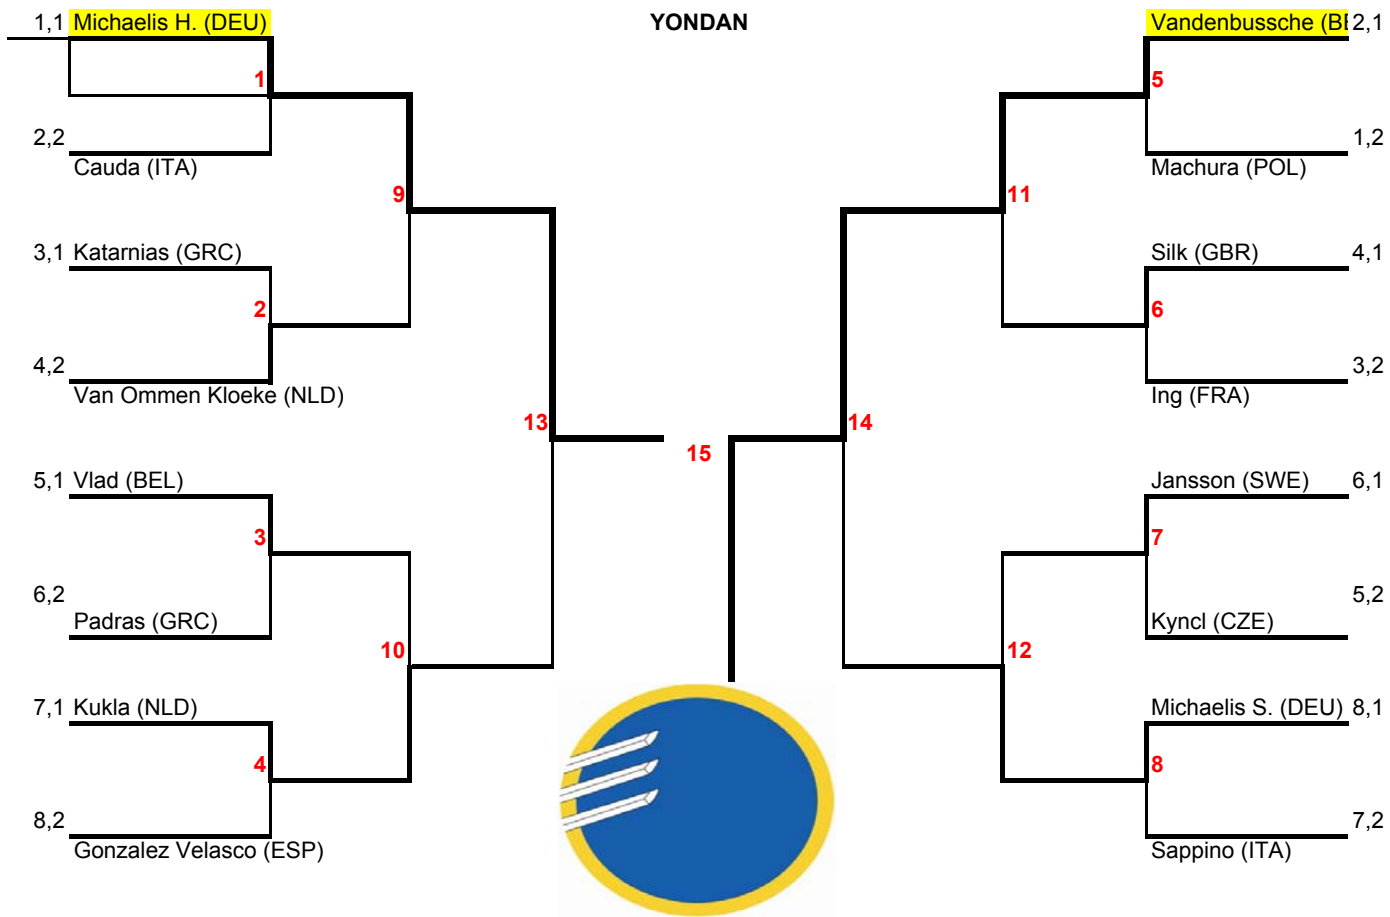 YONDAN
1,1 Michaelis H. (DEU)
1
2,2
Cauda (ITA)
9
3,1 Katarnias (GRC)
2
4,2
Van Ommen Kloeke (NLD)
13
5,1 Vlad (BEL)
3
6,2
Padras (GRC)
10
7,1 Kukla (NLD)
4
8,2
Gonzalez Velasco (ESP)
15
Vandenbussche (BE 2,1
5
1,2
Machura (POL)
11
Silk (GBR) 4,1
6
3,2
Ing (FRA)
14
Jansson (SWE) 6,1
7
5,2
Kyncl (CZE)
12
Michaelis S. (DEU) 8,1
8
7,2
Sappino (ITA)